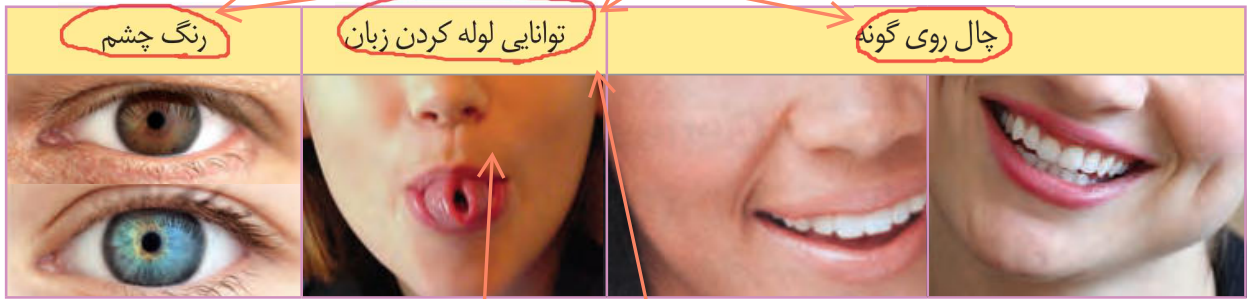 چال روی گونه
توانایی لوله کردن زبان
رنگ چشم